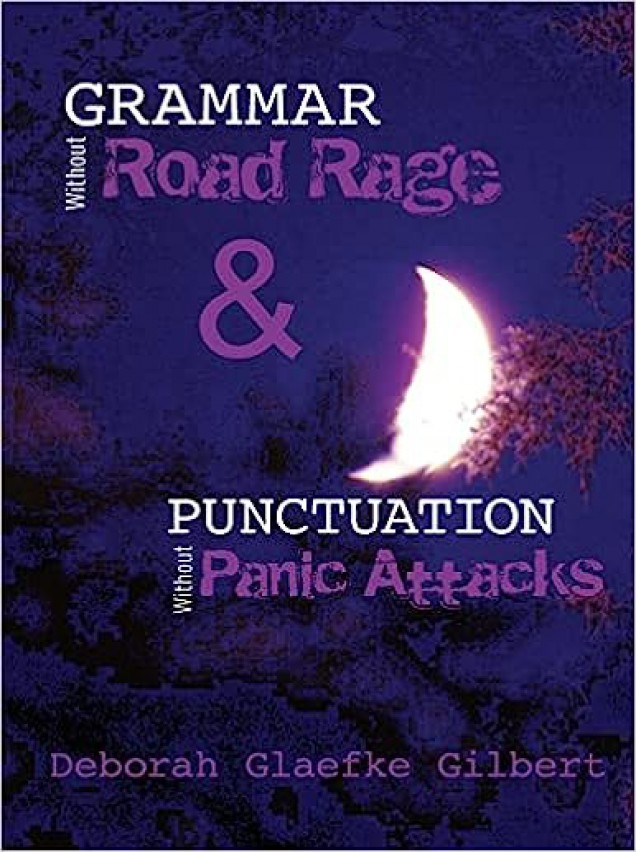 GRAMMAR
Without Road Rage
&
PUNCTUATION
Without Panic Attacks
Deborah Glaefke Gilbert